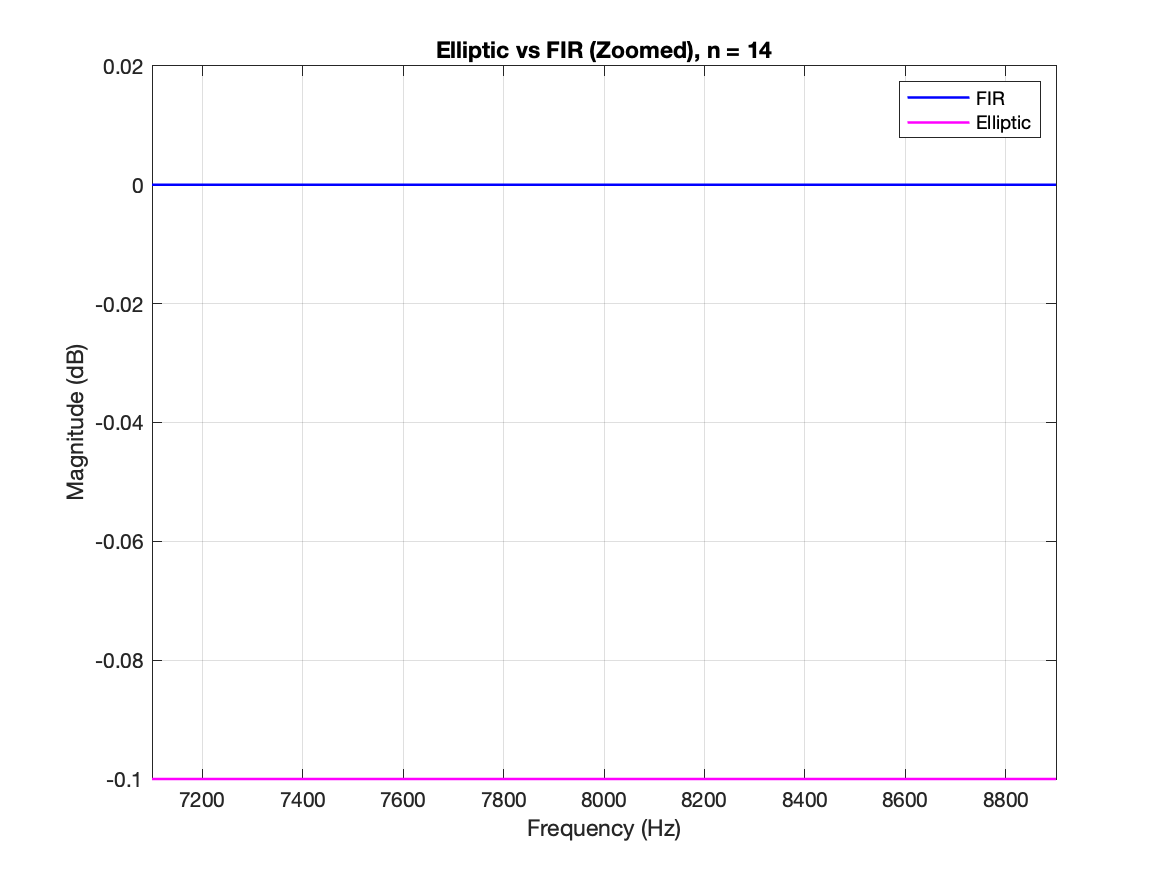 Elliptic vs FIR (Zoomed), n = 14
FIR
Elliptic
0.02
0
-0.02
-0.04
-0.06
-0.08
-0.1
Magnitude (dB)
7200 7400 7600 7800 8000 8200 8400 8600 8800
Frequency (Hz)